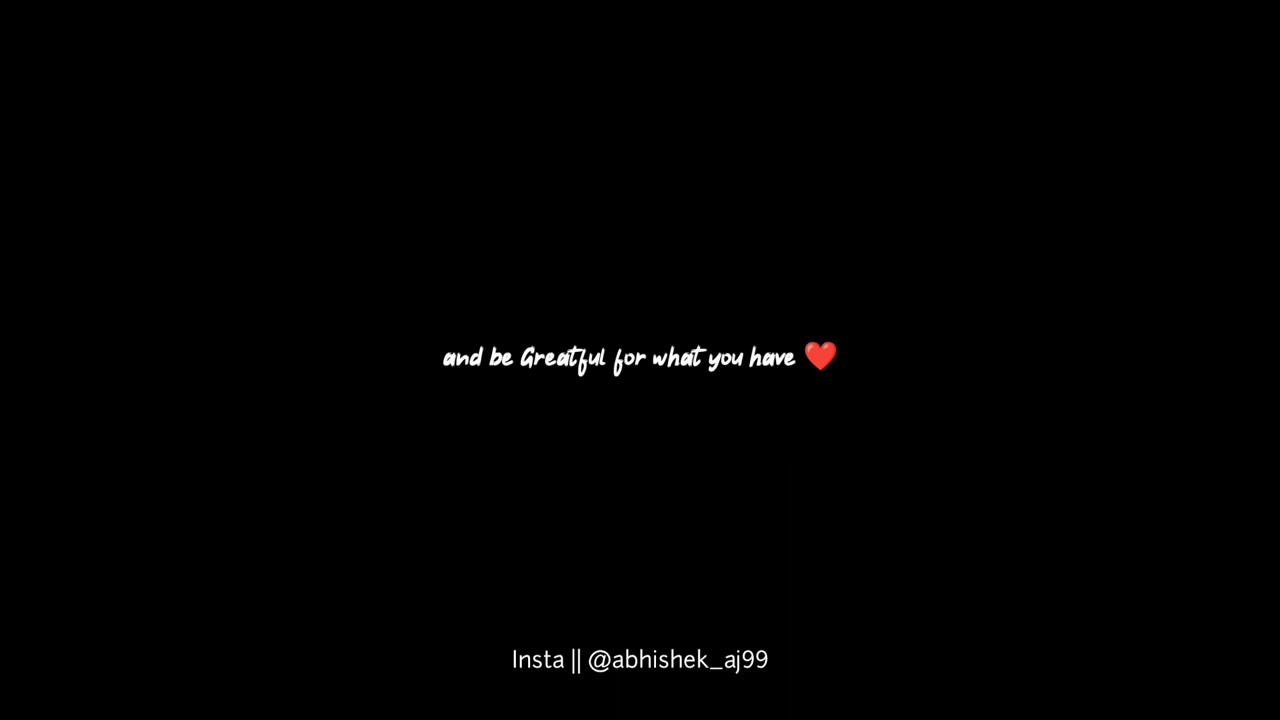 and be Greatful for what you have ❤️
Insta || @abhishek_aj99